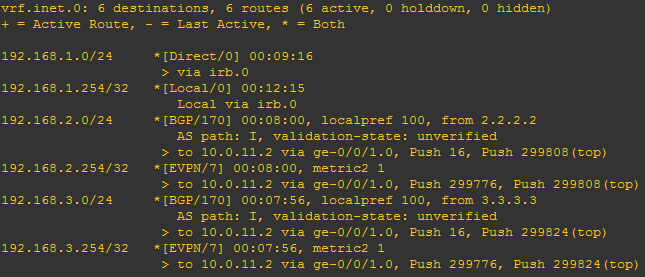 vrf.inet.0: 6 destinations, 6 routes (6 active, 0 holddown, 0 hidden)
+ = Active Route, - = Last Active, * = Both
192.168.1.0/24 *[Direct/0] 00:09:16
> via irb.0
192.168.1.254/32 *[Local/0] 00:12:15
Local via irb.0
192.168.2.0/24 *[BGP/170] 00:08:00, localpref 100, from 2.2.2.2
AS path: I, validation-state: unverified
> to 10.0.11.2 via ge-0/0/1.0, Push 16, Push 299808(top)
192.168.2.254/32 *[EVPN/7] 00:08:00, metric2 1
> to 10.0.11.2 via ge-0/0/1.0, Push 299776, Push 299808(top)
192.168.3.0/24 *[BGP/170] 00:07:56, localpref 100, from 3.3.3.3
AS path: I, validation-state: unverified
> to 10.0.11.2 via ge-0/0/1.0, Push 16, Push 299824(top)
192.168.3.254/32 *[EVPN/7] 00:07:56, metric2 1
> to 10.0.11.2 via ge-0/0/1.0, Push 299776, Push 299824(top)